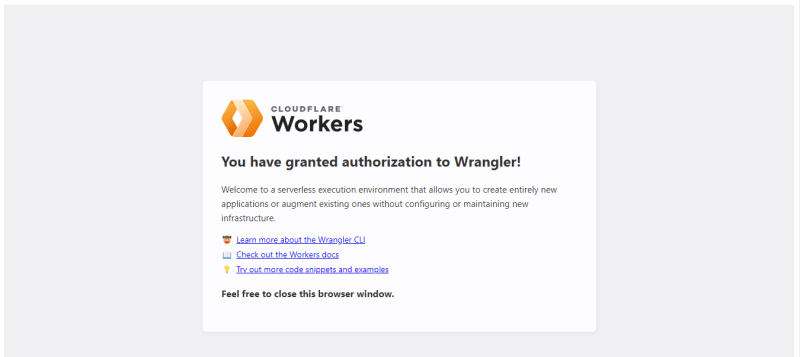 CLOUDFLARE
Workers
You have granted authorization to Wrangler!
Welcome to a serverless execution environment that allows you to create entirely new
applications or augment existing ones without configuring or maintaining new
infrastructure.
Learn more about the Wrangler CLI
Check out the Workers docs
Try out more code snippets and examples
Feel free to close this browser window.